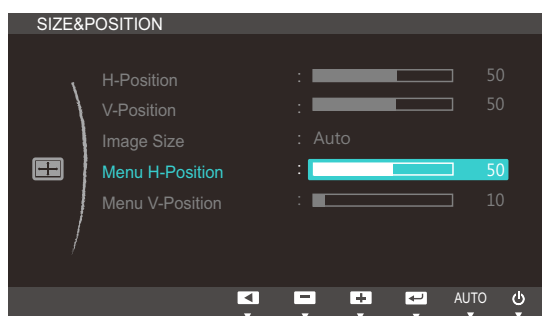 SIZE&POSITION
H-Position : 50
V-Position : 50
Image Size : Auto
Menu H-Position : 50
Menu V-Position : 10
AUTO